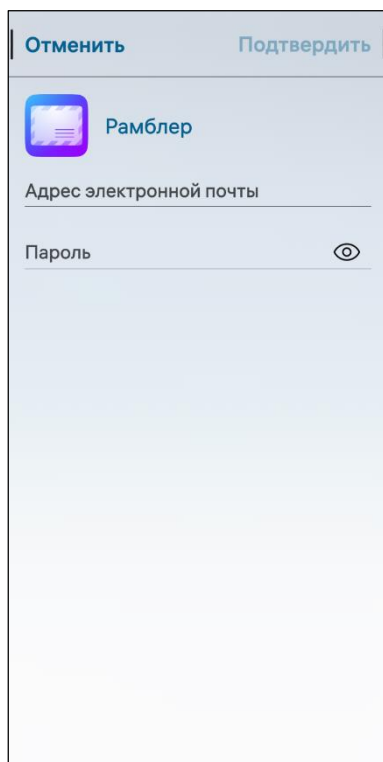 Отменить Подтвердить
Рамблер
Адрес электронной почты
Пароль